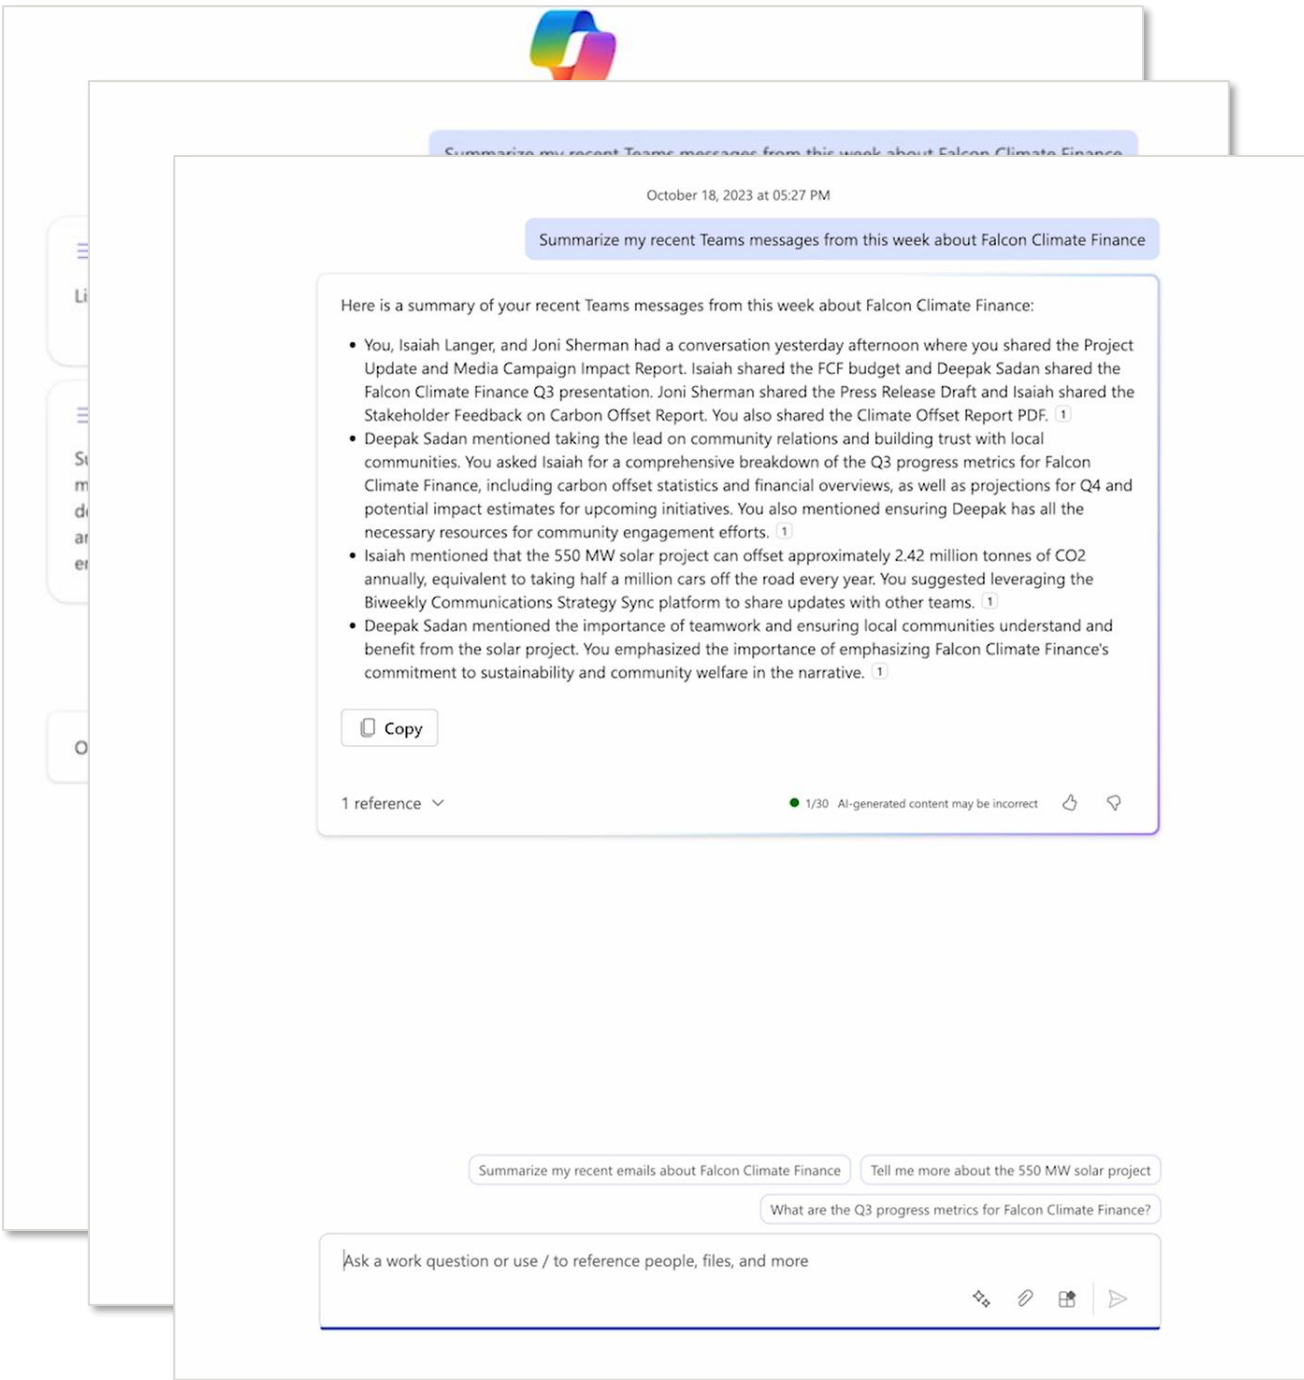 Summarize my recent Teams messages from this week about Falcon Climate Finance
October 18, 2023 at 05:27 PM
Summarize my recent Teams messages from this week about Falcon Climate Finance
Li
Here is a summary of your recent Teams messages from this week about Falcon Climate Finance:
• You, Isaiah Langer, and Joni Sherman had a conversation yesterday afternoon where you shared the Project
Update and Media Campaign Impact Report. Isaiah shared the FCF budget and Deepak Sadan shared the
Falcon Climate Finance Q3 presentation. Joni Sherman shared the Press Release Draft and Isaiah shared the
Stakeholder Feedback on Carbon Offset Report. You also shared the Climate Offset Report PDF. 1
• Deepak Sadan mentioned taking the lead on community relations and building trust with local
communities. You asked Isaiah for a comprehensive breakdown of the Q3 progress metrics for Falcon
Climate Finance, including carbon offset statistics and financial overviews, as well as projections for Q4 and
potential impact estimates for upcoming initiatives. You also mentioned ensuring Deepak has all the
necessary resources for community engagement efforts. 1
• Isaiah mentioned that the 550 MW solar project can offset approximately 2.42 million tonnes of CO2
annually, equivalent to taking half a million cars off the road every year. You suggested leveraging the
Biweekly Communications Strategy Sync platform to share updates with other teams. 1
• Deepak Sadan mentioned the importance of teamwork and ensuring local communities understand and
benefit from the solar project. You emphasized the importance of emphasizing Falcon Climate Finance's
commitment to sustainability and community welfare in the narrative. 1
Copy
1 reference
1/30 AI-generated content may be incorrect
Summarize my recent emails about Falcon Climate Finance
Tell me more about the 550 MW solar project
What are the Q3 progress metrics for Falcon Climate Finance?
Ask a work question or use / to reference people, files, and more